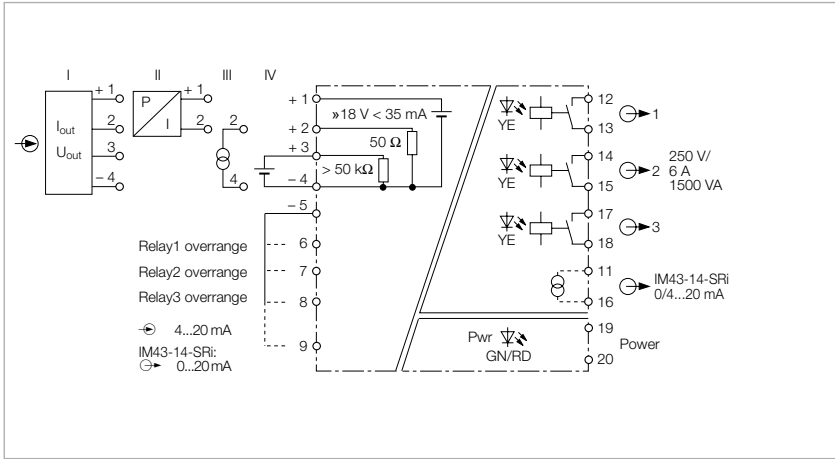 I II III IV
+ 1
I out 2
U out 3
– 4
P
I
+ 1
2
2
4
+ 1
+ 2
+ 3
– 4
– 5
»18 V < 35 mA
50 Ω
> 50 kΩ
Relay1 overrange 6
Relay2 overrange 7
Relay3 overrange 8
4...20 mA
IM43-14-SRi:
0...20 mA
9
YE 12
13
1
YE 14
15
2
250 V/
6 A
1500 VA
YE 17
18
3
11
16
IM43-14-SRi
0/4...20 mA
Pwr
GN/RD
19
20
Power